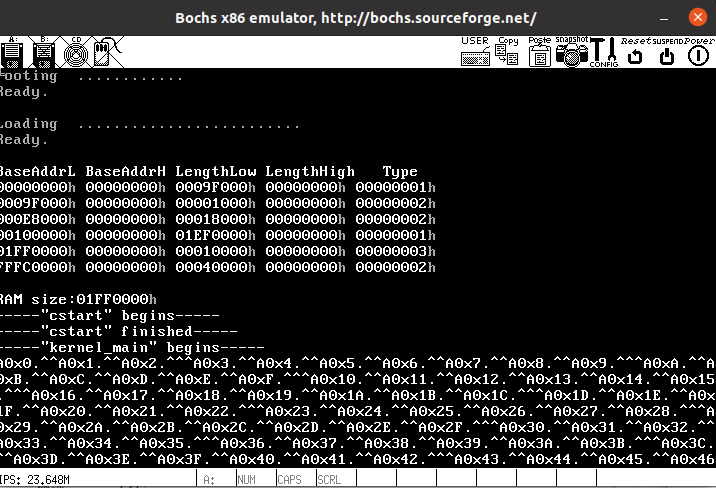 Bochs x86 emulator, http://bochs.sourceforge.net/
A: B: CD USER Copy Paste snapshot CONFIG Reset SUSPEND Power
ooting ............
Ready.
Loading .........................
Ready.
BaseAddrL BaseAddrH LengthLow LengthHigh Type
00000000h 00000000h 0009F000h 00000000h 00000001h
0009F000h 00000000h 00001000h 00000000h 00000002h
000E8000h 00000000h 00018000h 00000000h 00000002h
00100000h 00000000h 01EF0000h 00000000h 00000001h
01FF0000h 00000000h 00010000h 00000000h 00000003h
FFFC0000h 00000000h 00040000h 00000000h 00000002h
RAM size:01FF0000h
-----"cstart" begins-----
-----"cstart" finished-----
-----"kernel_main" begins-----
A0x0.^^A0x1.^^A0x2.^^^A0x3.^^A0x4.^^A0x5.^^A0x6.^^A0x7.^^A0x8.^^A0x9.^^^A0xA.^^A
0xB.^^A0xC.^^A0xD.^^A0xE.^^A0xF.^^^A0x10.^^A0x11.^^A0x12.^^A0x13.^^A0x14.^^A0x15
.^^^A0x16.^^A0x17.^^A0x18.^^A0x19.^^A0x1A.^^A0x1B.^^A0x1C.^^^A0x1D.^^A0x1E.^^A0x
1F.^^A0x20.^^A0x21.^^A0x22.^^^A0x23.^^A0x24.^^A0x25.^^A0x26.^^A0x27.^^A0x28.^^^A
0x29.^^A0x2A.^^A0x2B.^^A0x2C.^^A0x2D.^^A0x2E.^^A0x2F.^^^A0x30.^^A0x31.^^A0x32.^^
A0x33.^^A0x34.^^A0x35.^^^A0x36.^^A0x37.^^A0x38.^^A0x39.^^A0x3A.^^A0x3B.^^^A0x3C.
^^A0x3D.^^A0x3E.^^A0x3F.^^A0x40.^^A0x41.^^A0x42.^^^A0x43.^^A0x44.^^A0x45.^^A0x46
IPS: 23.648M A: NUM CAPS SCRL